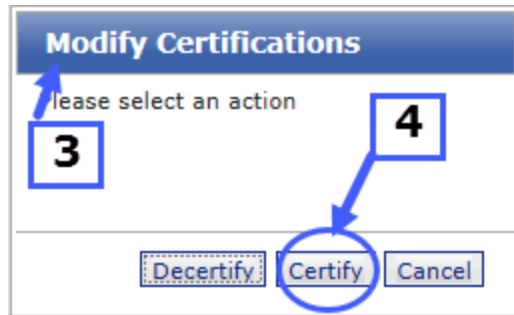 Modify Certifications
lease select an action
3
4
Decertify Certify Cancel